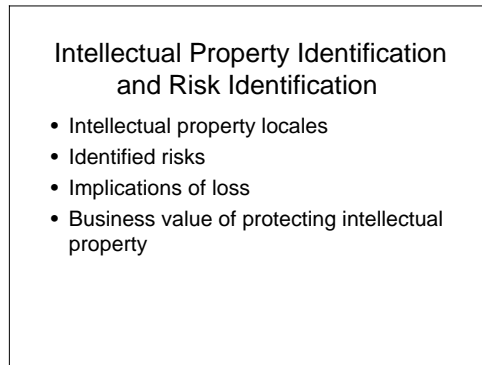 Intellectual Property Identification
and Risk Identification
• Intellectual property locales
• Identified risks
• Implications of loss
• Business value of protecting intellectual
property